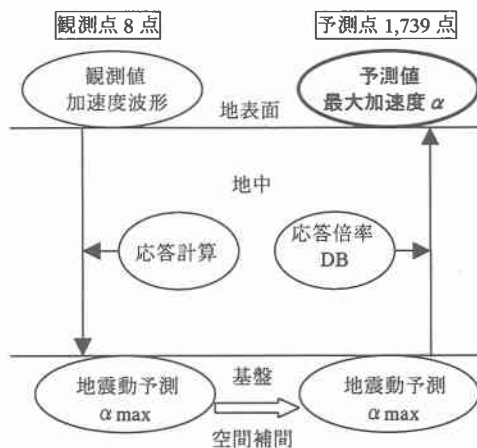 観測点 8 点
予測点 1,739 点
観測値
加速度波形
予測値
最大加速度 α
地表面
地中
応答計算
応答倍率
DB
地震動予測
α max
基盤
空間補間
地震動予測
α max